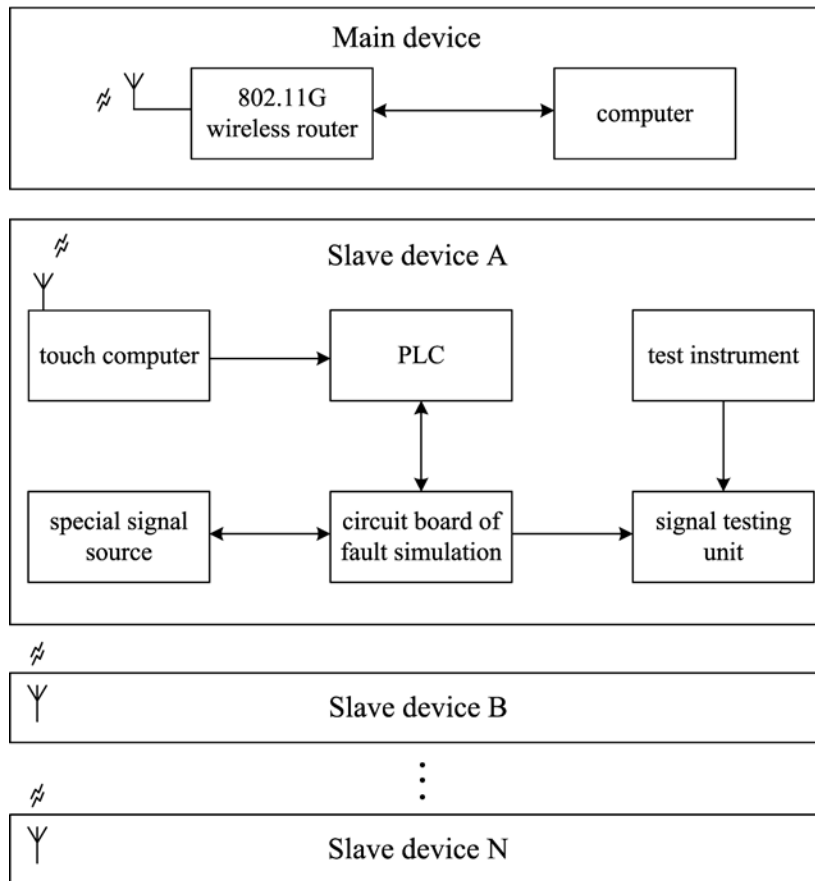 Main device
802.11G
wireless router
computer
Slave device A
touch computer
PLC
test instrument
special signal
source
circuit board of
fault simulation
signal testing
unit
Slave device B
Slave device N